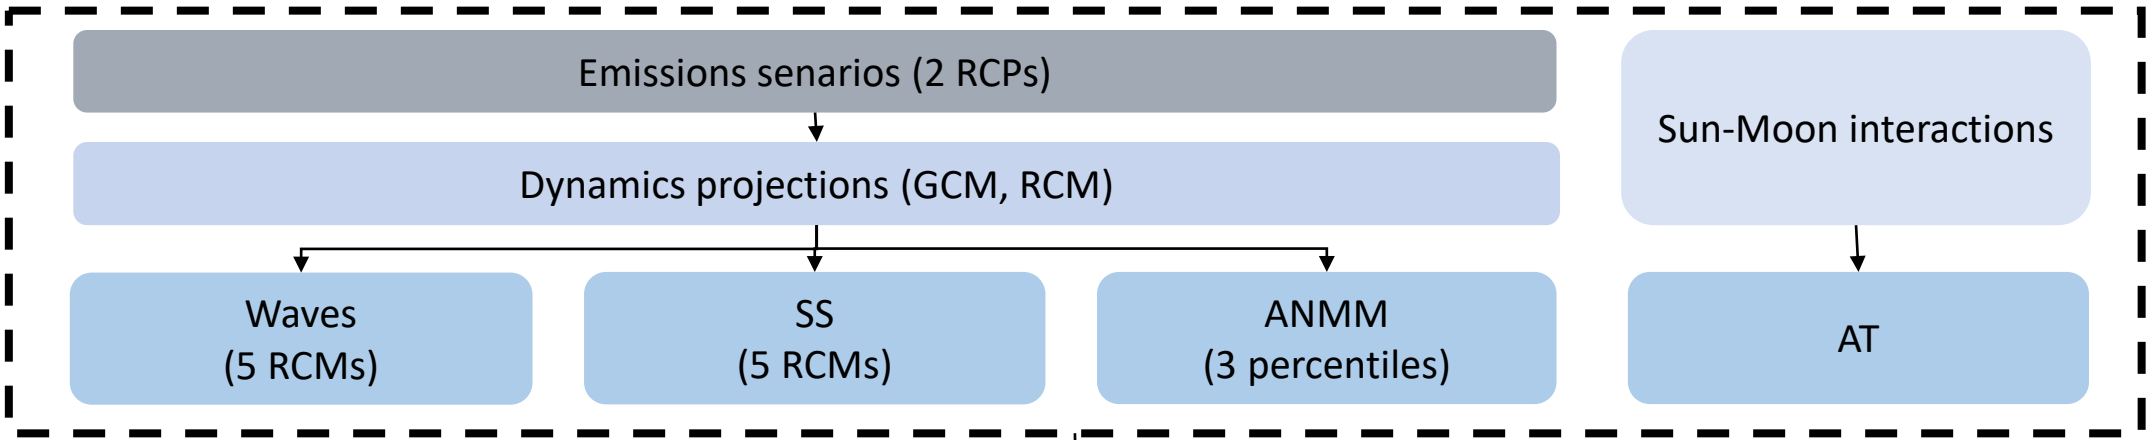 Emissions senarios (2 RCPs)
Sun-Moon interactions
Dynamics projections (GCM, RCM)
Waves
(5 RCMs)
SS
(5 RCMs)
ANMM
(3 percentiles)
AT